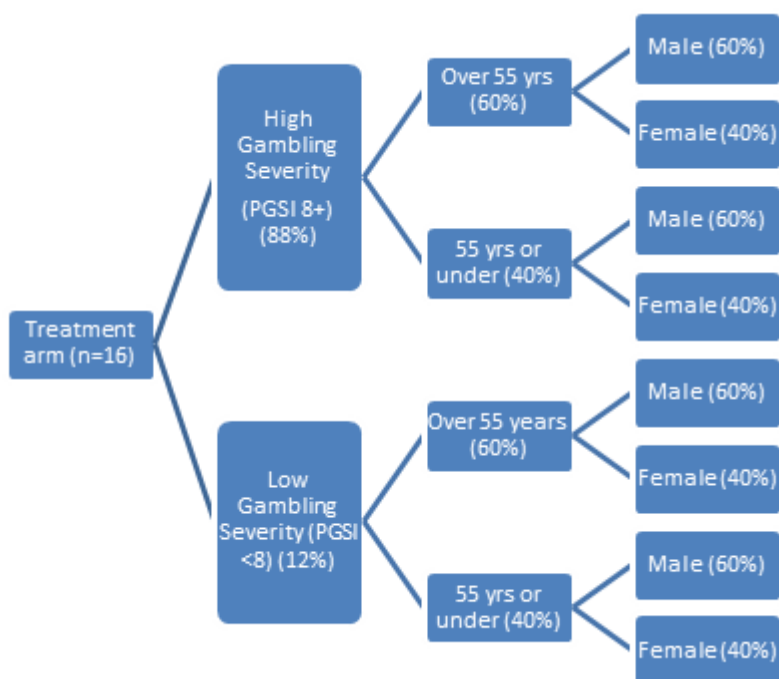 Treatment
arm (n=16)
High
Gambling
Severity
(PGSI 8+)
(88%)
Over 55 yrs
(60%)
Male (60%)
Female (40%)
55 yrs or
under (40%)
Male (60%)
Female (40%)
Low
Gambling
Severity (PGSI
<8) (12%)
Over 55 years
(60%)
Male (60%)
Female (40%)
55 yrs or
under (40%)
Male (60%)
Female (40%)